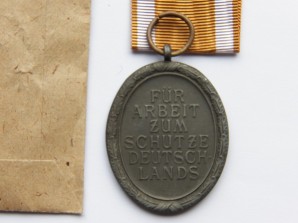 FÜR
ARBEIT
ZUM
SCHUTZE
DEUTSCH
LANDS